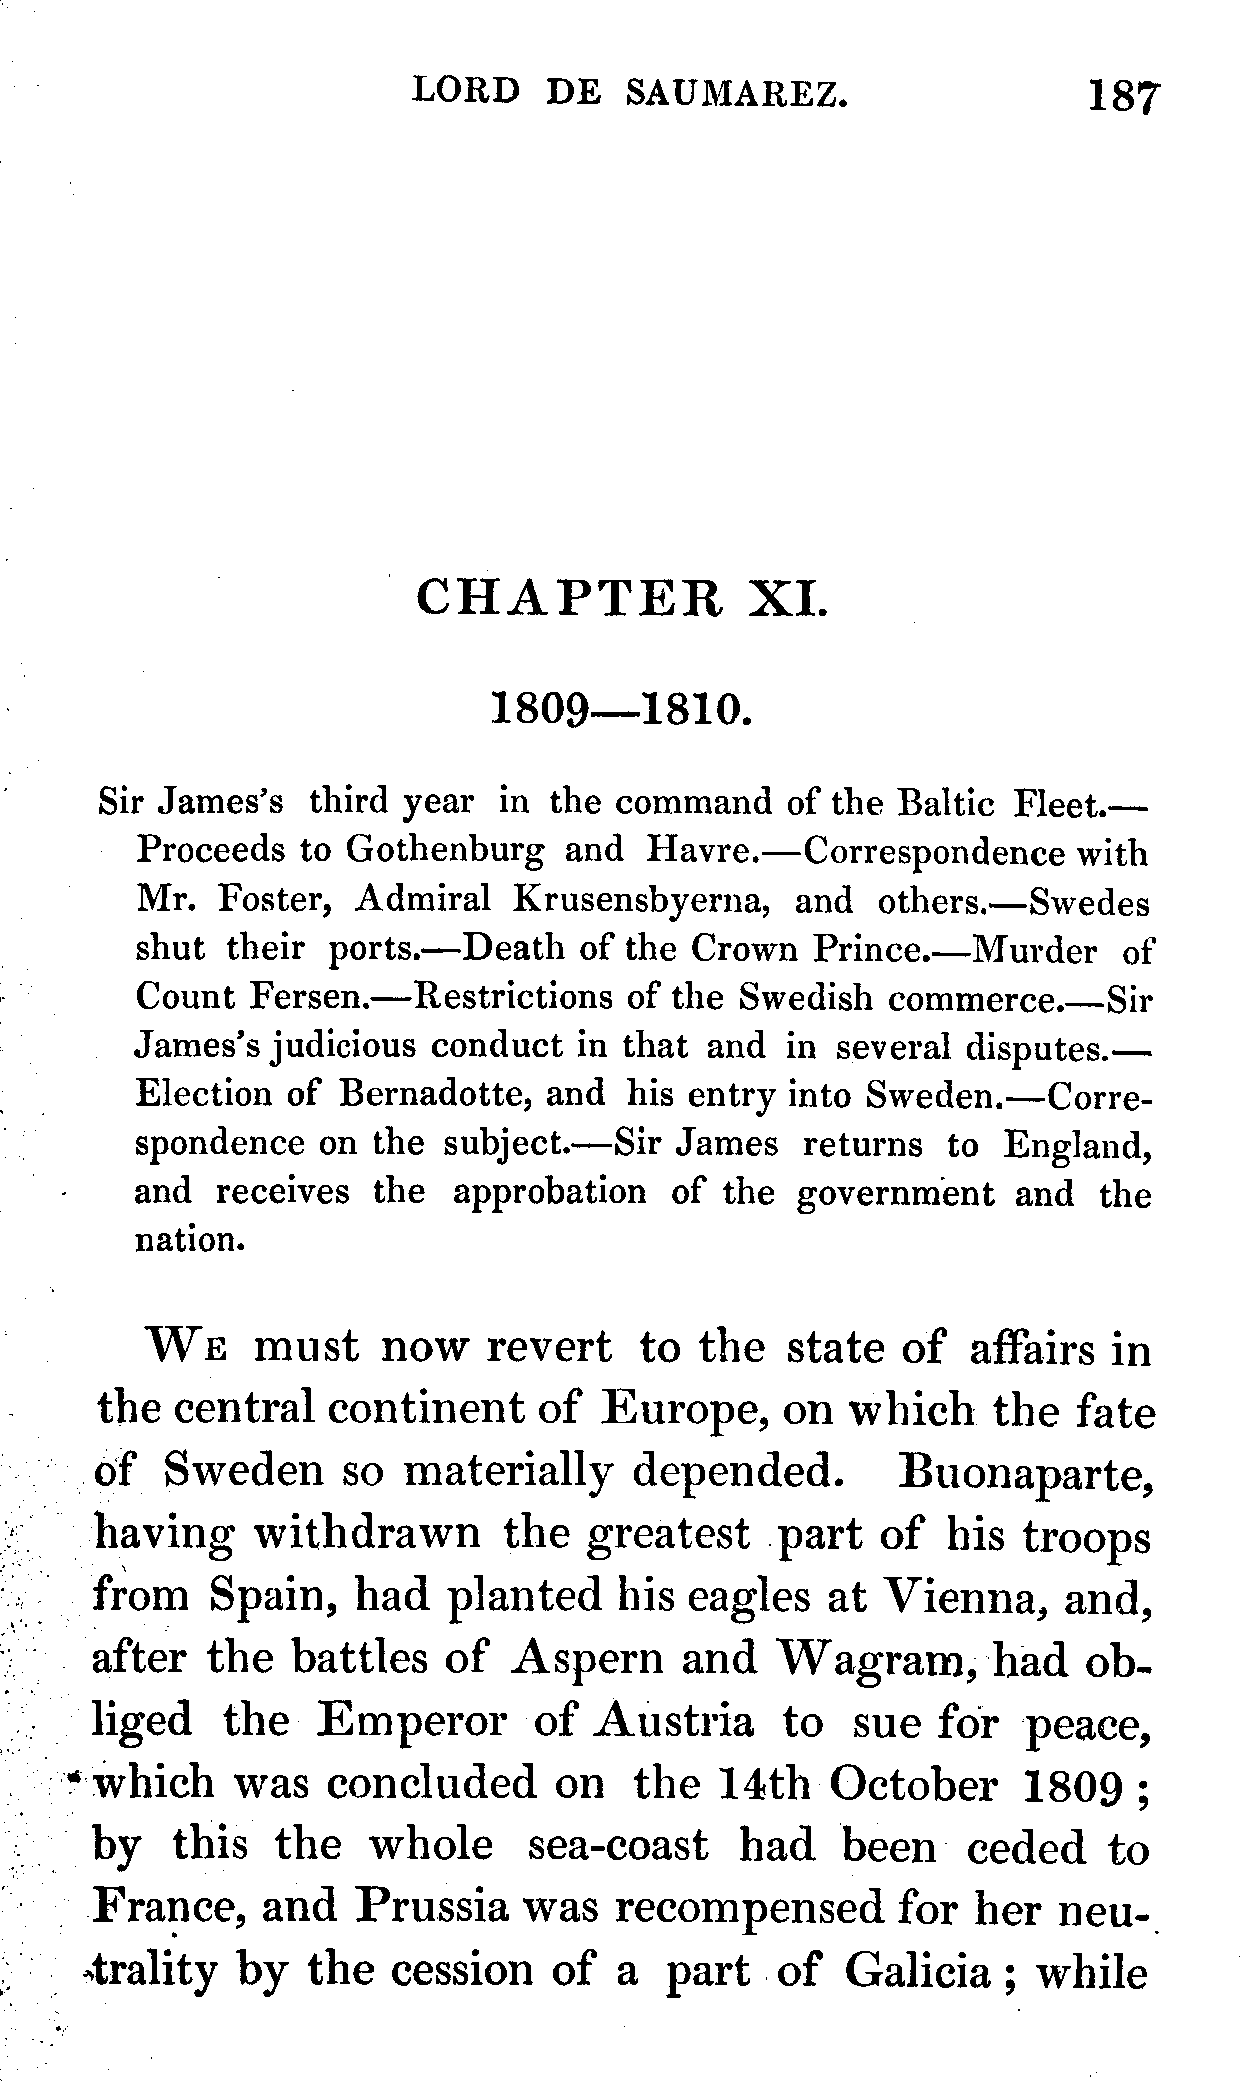 LORD DE SAUMAREZ. 187
CHAPTER XI.
1809—1810.
Sir James's third year in the command of the Baltic Fleet.—
Proceeds to Gothenburg and Havre.—Correspondence with
Mr. Foster, Admiral Krusensbyerna, and others.—Swedes
shut their ports.—Death of the Crown Prince.—Murder of
Count Fersen.—Restrictions of the Swedish commerce.—Sir
James's judicious conduct in that and in several disputes.—
Election of Bernadotte, and his entry into Sweden.—Corre-
spondence on the subject.—Sir James returns to England,
and receives the approbation of the government and the
nation.
WE must now revert to the state of affairs in
the central continent of Europe, on which the fate
of Sweden so materially depended. Buonaparte,
having withdrawn the greatest part of his troops
from Spain, had planted his eagles at Vienna, and,
after the battles of Aspern and Wagram, had ob-
liged the Emperor of Austria to sue for peace,
which was concluded on the 14th October 1809 ;
by this the whole sea-coast had been ceded to
France, and Prussia was recompensed for her neu-
trality by the cession of a part of Galicia ; while